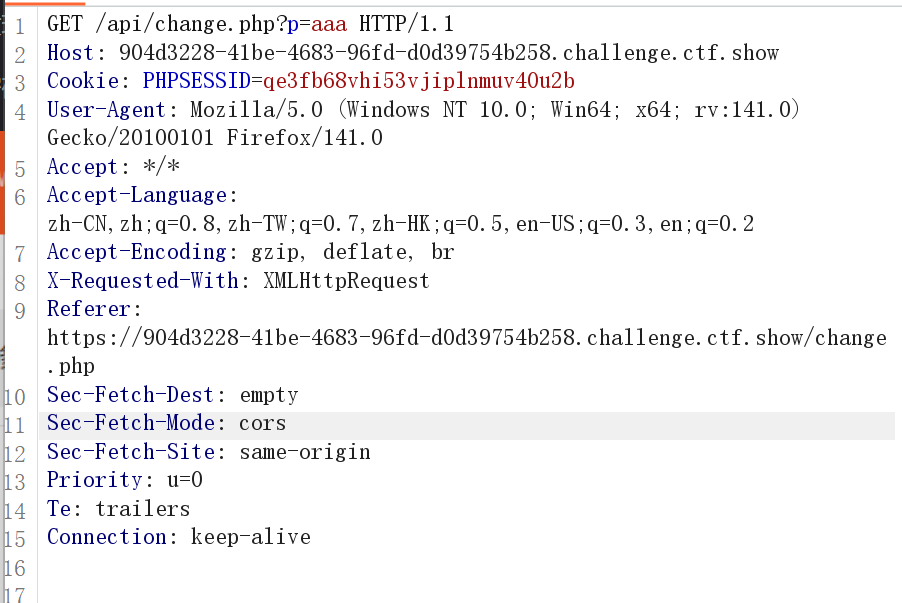 1 GET /api/change.php?p=aaa HTTP/1.1
2 Host: 904d3228-41be-4683-96fd-d0d39754b258.challenge.ctf.show
3 Cookie: PHPSESSID=qe3fb68vhi53vjiplnmuv40u2b
4 User-Agent: Mozilla/5.0 (Windows NT 10.0; Win64; x64; rv:141.0)
Gecko/20100101 Firefox/141.0
5 Accept: */*
6 Accept-Language:
zh-CN,zh;q=0.8,zh-TW;q=0.7,zh-HK;q=0.5,en-US;q=0.3,en;q=0.2
7 Accept-Encoding: gzip, deflate, br
8 X-Requested-With: XMLHttpRequest
9 Referer:
https://904d3228-41be-4683-96fd-d0d39754b258.challenge.ctf.show/change
.php
10 Sec-Fetch-Dest: empty
11 Sec-Fetch-Mode: cors
12 Sec-Fetch-Site: same-origin
13 Priority: u=0
14 Te: trailers
15 Connection: keep-alive
16
17